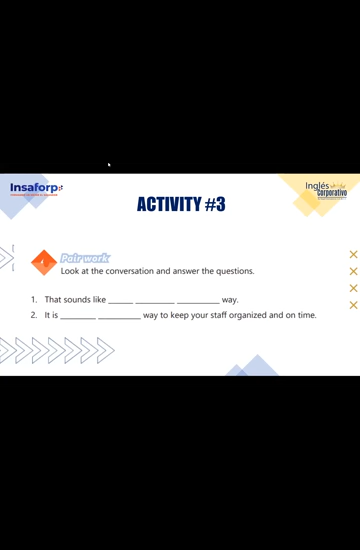 Insaforp
Inglés
Corporativo
ACTIVITY #3
Pair work
Look at the conversation and answer the questions.
1. That sounds like ______ _________ __________ way.
2. It is ________ __________ way to keep your staff organized and on time.